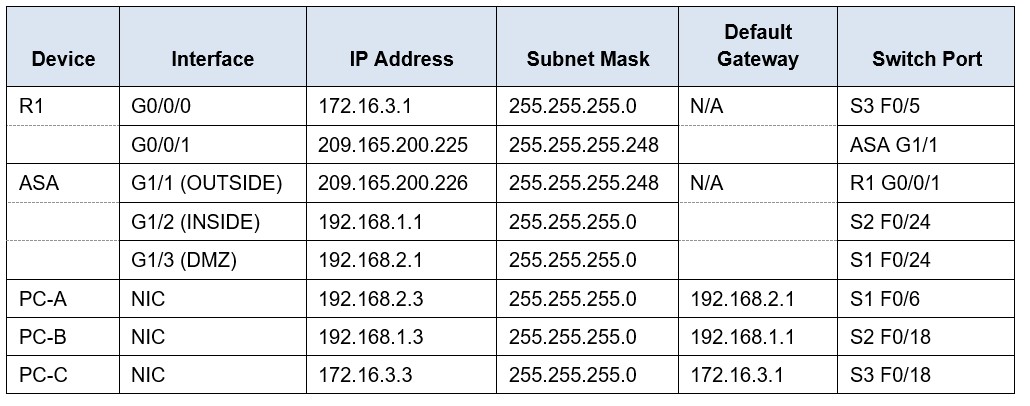 Device Interface IP Address Subnet Mask Default Gateway Switch Port
R1 G0/0/0 172.16.3.1 255.255.255.0 N/A S3 F0/5
G0/0/1 209.165.200.225 255.255.255.248 ASA G1/1
ASA G1/1 (OUTSIDE) 209.165.200.226 255.255.255.248 N/A R1 G0/0/1
G1/2 (INSIDE) 192.168.1.1 255.255.255.0 S2 F0/24
G1/3 (DMZ) 192.168.2.1 255.255.255.0 S1 F0/24
PC-A NIC 192.168.2.3 255.255.255.0 192.168.2.1 S1 F0/6
PC-B NIC 192.168.1.3 255.255.255.0 192.168.1.1 S2 F0/18
PC-C NIC 172.16.3.3 255.255.255.0 172.16.3.1 S3 F0/18